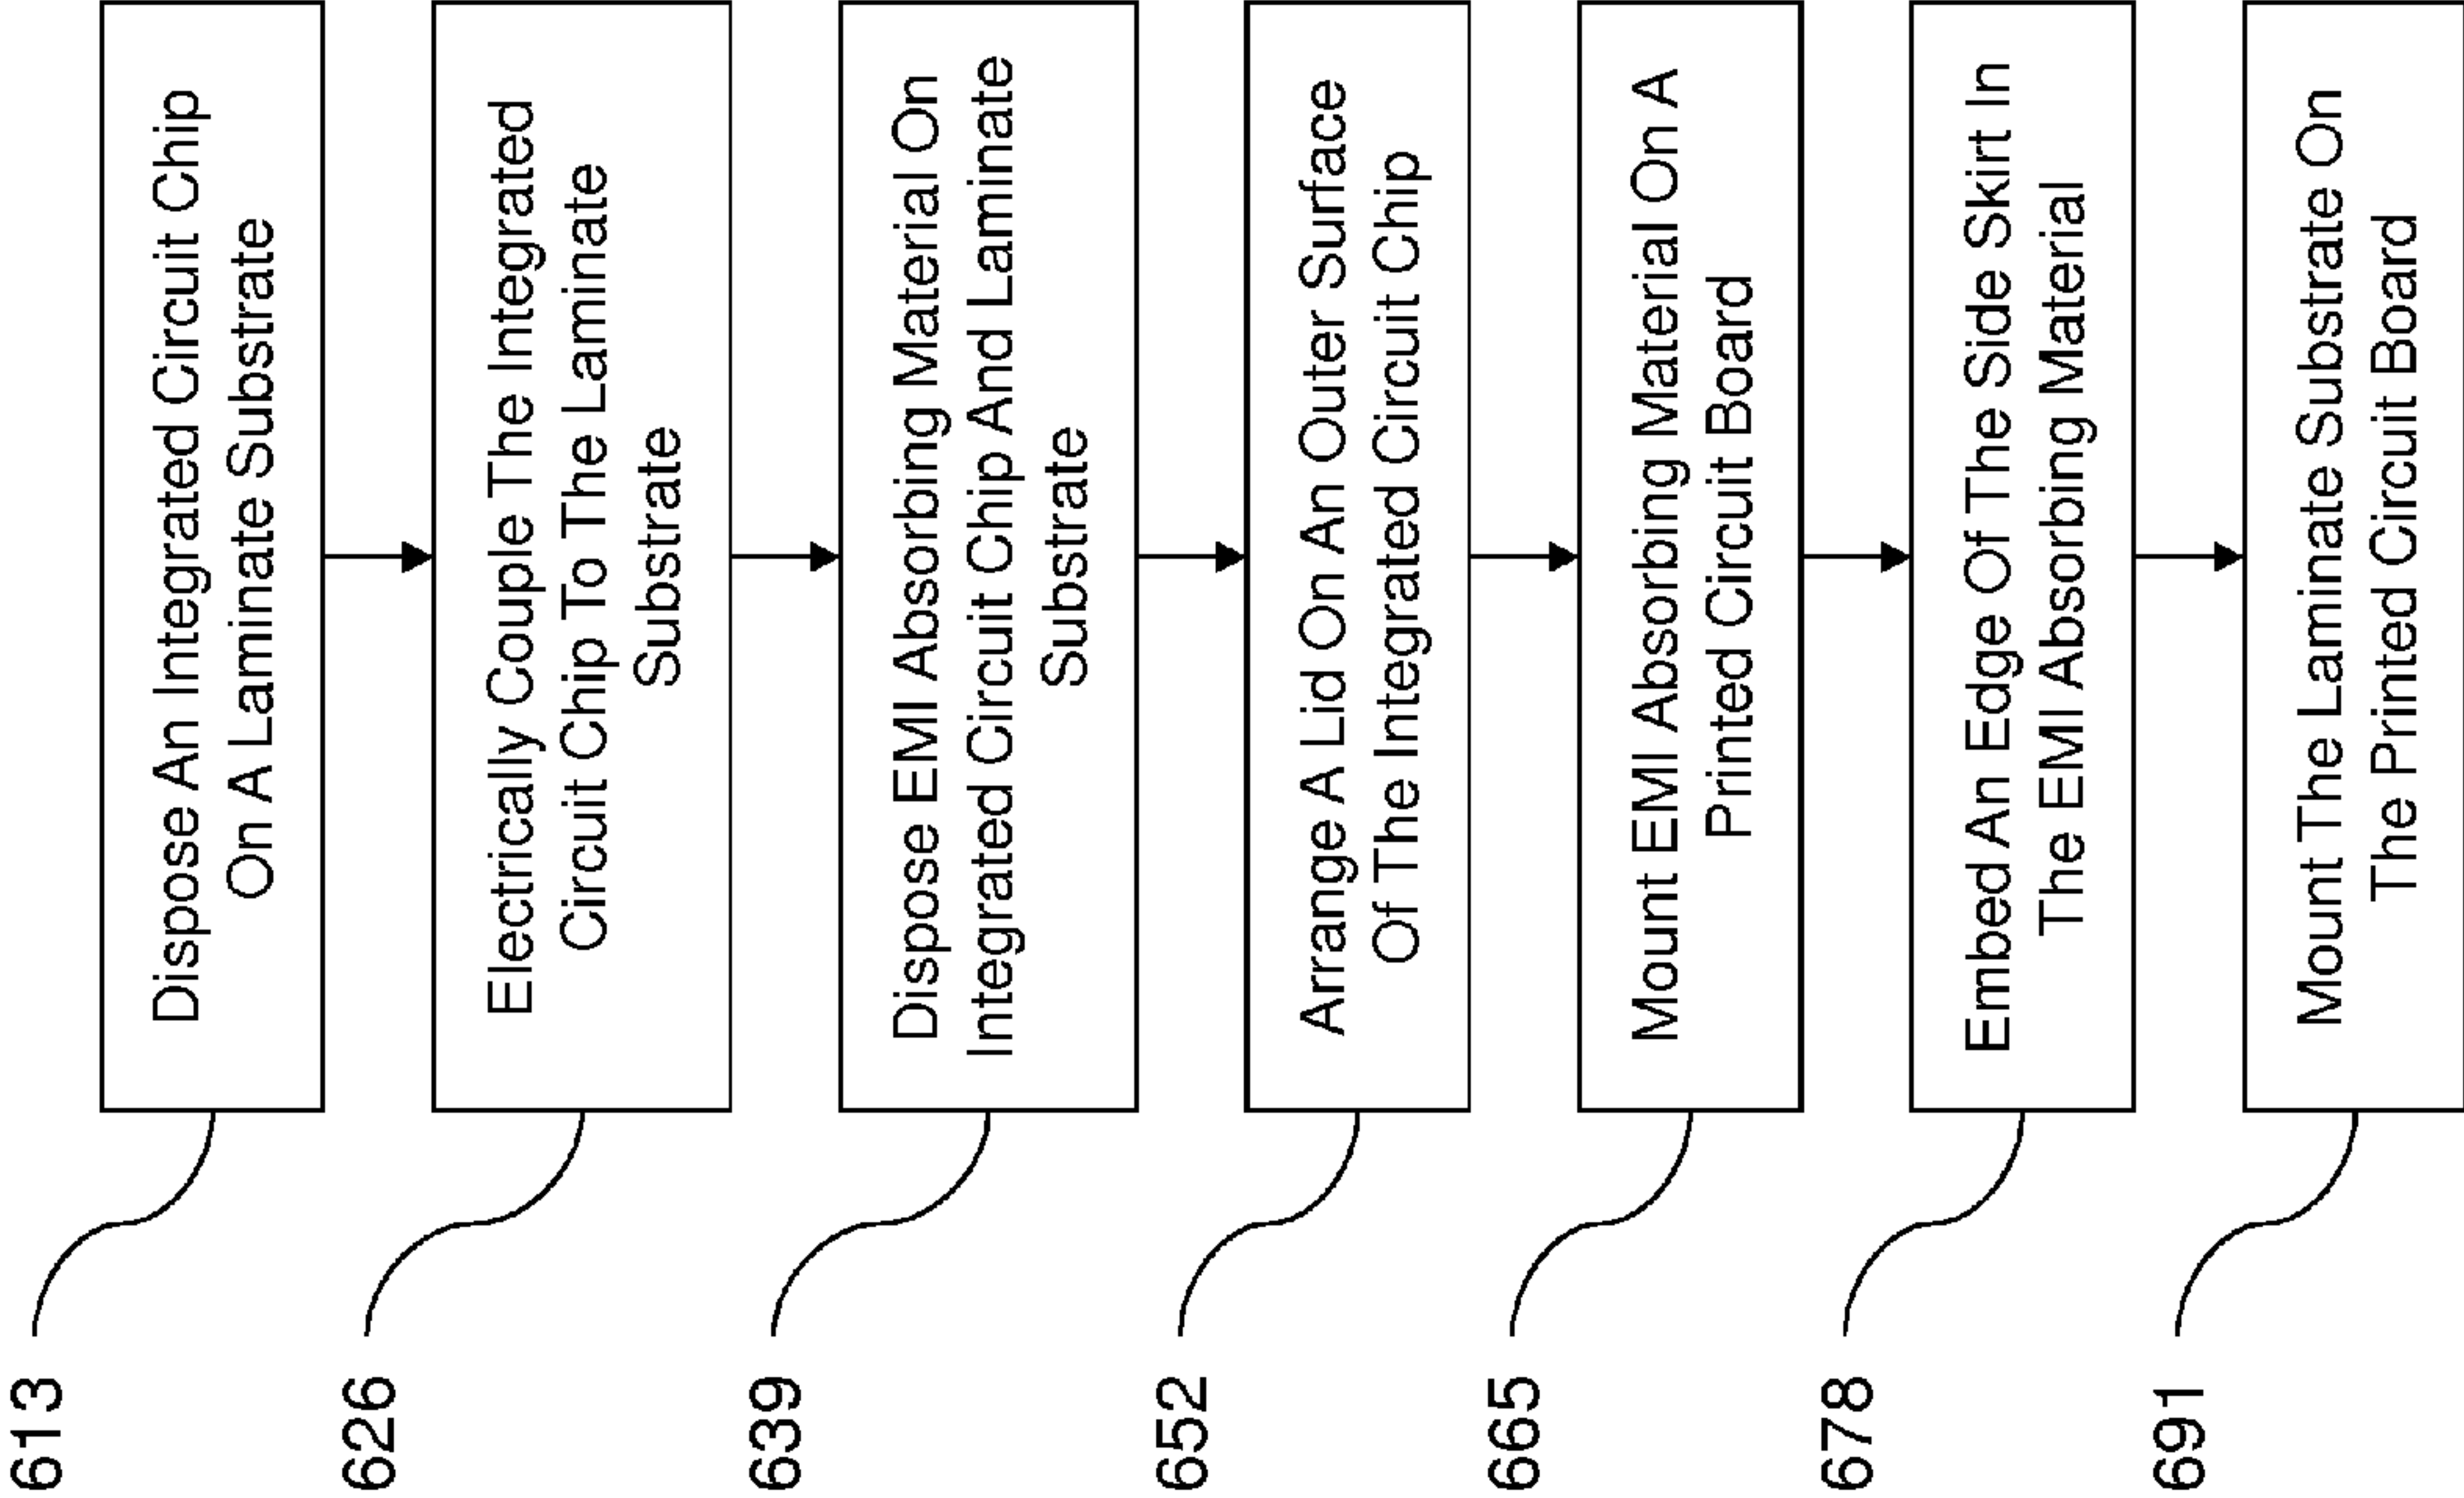 613
Dispose An Integrated Circuit Chip
On A Laminate Substrate
626
Electrically Couple The Integrated
Circuit Chip To The Laminate
Substrate
639
Dispose EMI Absorbing Material On
Integrated Circuit Chip And Laminate
Substrate
652
Arrange A Lid On An Outer Surface
Of The Integrated Circuit Chip
665
Mount EMI Absorbing Material On A
Printed Circuit Board
678
Embed An Edge Of The Side Skirt In
The EMI Absorbing Material
691
Mount The Laminate Substrate On
The Printed Circuit Board